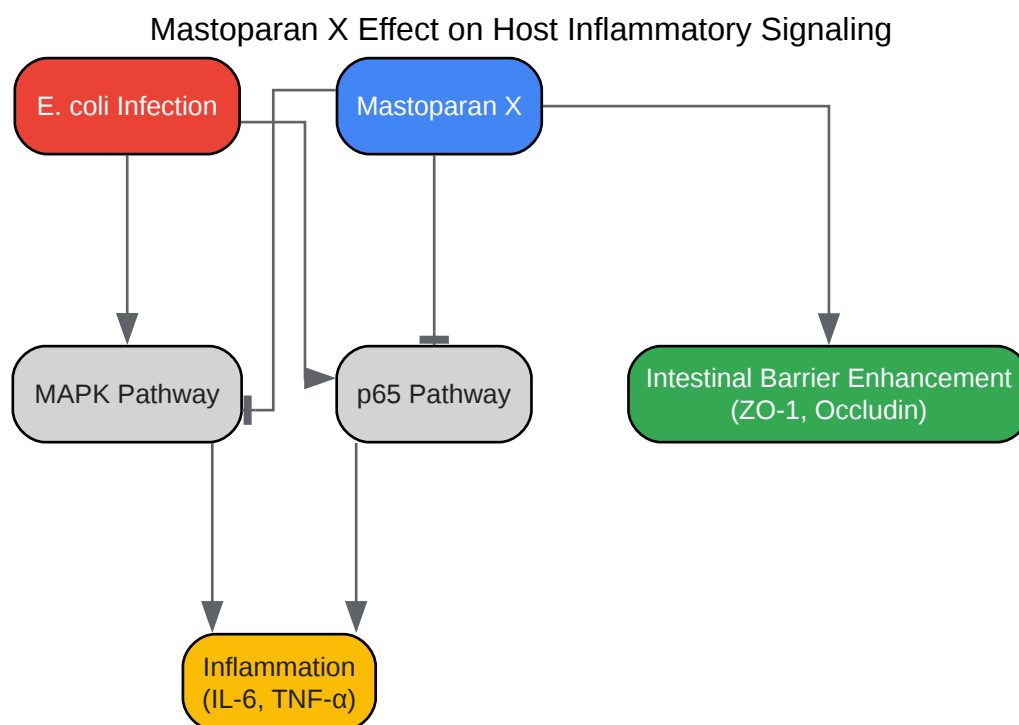 Mastoparan X Effect on Host Inflammatory Signaling
E. coli Infection
Mastoparan X
MAPK Pathway
p65 Pathway
Intestinal Barrier Enhancement
(ZO-1, Occludin)
Inflammation
(IL-6, TNF-α)